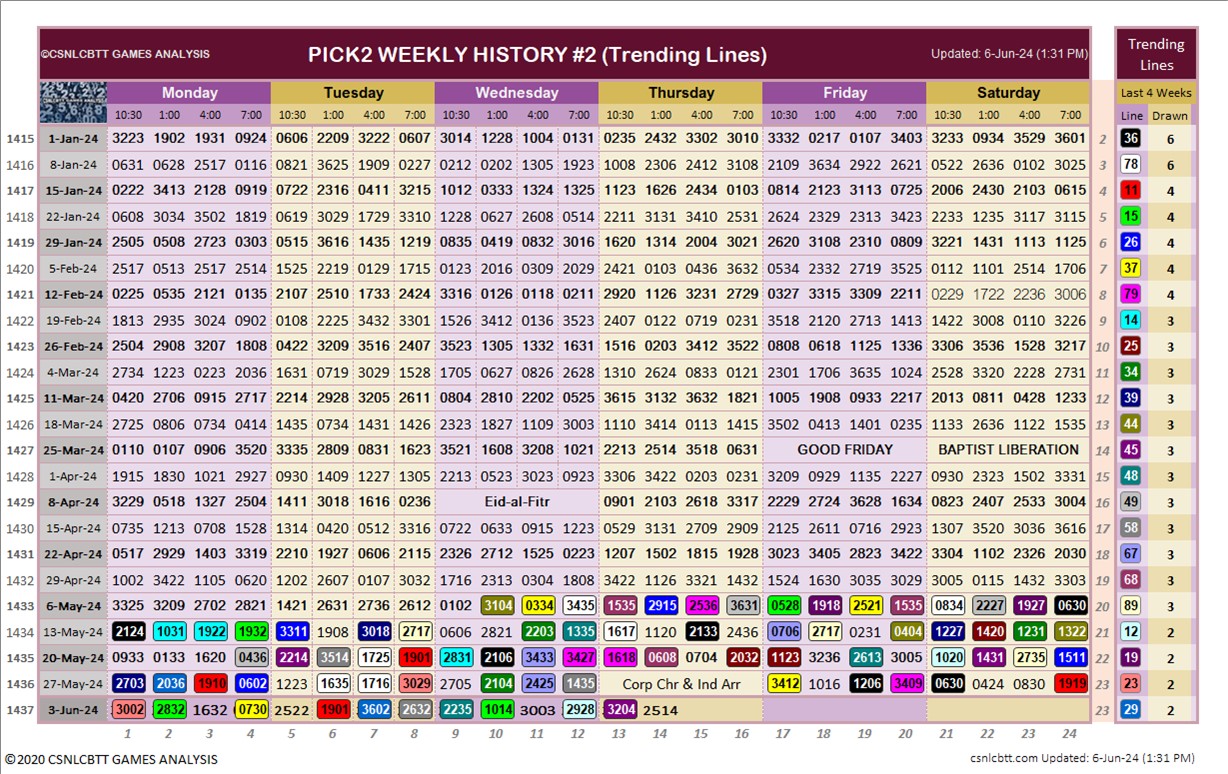 ©CSNLCBTT GAMES ANALYSIS PICK2 WEEKLY HISTORY #2 (Trending Lines) Updated: 6-Jun-24 (1:31 PM) Trending Lines
Monday Tuesday Wednesday Thursday Friday Saturday Last 4 Weeks
10:30 1:00 4:00 7:00 10:30 1:00 4:00 8:00 10:30 1:00 4:00 7:00 10:30 1:00 4:00 7:00 10:30 1:00 4:00 7:00 10:30 1:00 4:00 7:00 Line Drawn
1415 1-Jan-24 3223 1902 1931 0924 0606 2209 3222 0607 3014 1228 1004 0131 0235 2432 3302 3010 3332 0217 0107 3403 3233 0934 3529 3601 2 36 6
1416 8-Jan-24 0631 0628 2517 0116 0821 3625 1909 0227 0212 0202 1305 1923 1008 2306 2412 3108 2109 3634 2922 2621 0522 2636 0102 3025 3 78 6
1417 15-Jan-24 0222 3413 2128 0919 0722 2316 0411 3215 1012 0333 1324 1325 1123 1626 2434 0103 0814 2123 3113 0725 2006 2430 2103 0615 4 11 4
1418 22-Jan-24 0608 3034 3502 1819 0619 3029 1729 3310 1228 0627 2608 0514 2211 3131 3410 2531 2624 2329 2313 3423 2233 1235 3117 3115 5 15 4
1419 29-Jan-24 2505 0508 2723 0303 0515 3616 1435 1219 0835 0419 0832 3016 1620 1314 2004 3021 2620 3108 2310 0809 3221 1431 1113 1125 6 26 4
1420 5-Feb-24 2517 0513 2517 2514 1525 2219 0129 1715 0123 2016 0309 2029 2421 0103 0436 3632 0534 2332 2719 3525 0112 1101 2514 1706 7 37 4
1421 12-Feb-24 0225 0535 2121 0135 2107 2510 1733 2424 3316 0126 0118 0211 2920 1126 3231 2729 0327 3315 3309 2211 0229 1722 2236 3006 8 79 4
1422 19-Feb-24 1813 2935 3024 0902 0108 2225 3432 3301 1526 3412 0136 3523 2407 0122 0719 0231 3518 2120 2713 1413 1422 3008 0110 3226 9 14 3
1423 26-Feb-24 2504 2908 3207 1808 0422 3209 3516 2407 3523 1305 1332 1631 1516 0203 3412 3522 0808 0618 1125 1336 3306 3536 1528 3217 10 25 3
1424 4-Mar-24 2734 1223 0223 2036 1631 0719 3029 1528 1705 0627 0826 2628 1310 2624 0833 0121 2301 1706 3635 1024 2528 3320 2228 2731 11 34 3
1425 11-Mar-24 0420 2706 0915 2717 2214 2928 3205 2611 0804 2810 2202 0525 3615 3132 3632 1821 1005 1908 0933 2217 2013 0811 0428 1233 12 39 3
1426 18-Mar-24 2725 0806 0734 0414 1435 0734 1431 1424 2323 1827 1109 3003 1110 3414 0113 1415 3502 0413 1401 0235 1133 2636 1122 1535 13 44 3
1427 25-Mar-24 0110 0107 0906 3520 3335 2809 0831 1623 3521 1608 3208 1021 2213 2514 3518 0631 GOOD FRIDAY BAPTIST LIBERATION 14 45 3
1428 1-Apr-24 1915 1830 1021 2927 0930 1409 1227 1305 2213 0523 3023 0923 3306 3422 0203 0231 3209 0929 1135 2227 0930 2323 1502 3331 15 48 3
1429 8-Apr-24 3229 0518 1327 2504 1411 3018 1616 0236 Eid-al-Fitr 0901 2103 2618 3317 2229 2724 3628 1634 0823 2407 2533 3004 16 49 3
1430 15-Apr-24 0735 1213 0708 1528 1314 0420 0512 3316 0722 0633 0915 1223 0529 3131 2709 2909 2125 2611 0716 2923 1307 3520 3036 3616 17 58 3
1431 22-Apr-24 0517 2929 1403 3319 2210 1927 0606 2115 2326 2712 1525 0223 1207 1502 1815 1928 3023 3405 2823 3422 3304 1102 2326 2030 18 67 3
1432 29-Apr-24 1002 3422 1105 0620 1202 2607 0107 3032 1716 2313 0304 1808 3422 1126 3321 1432 1524 1630 3035 3029 3005 0115 1432 3303 19 68 3
1433 6-May-24 3325 3209 2702 2821 1421 2631 2736 2612 0102 3104 0334 3435 1535 2915 2536 3631 0528 1918 2521 1535 0834 2227 1927 0630 20 89 3
1434 13-May-24 2124 1031 1922 1932 3311 1908 3018 2717 0606 2821 2203 1335 1617 1120 2133 2436 0706 2717 0231 0404 1227 1420 1231 1322 21 12 2
1435 20-May-24 0933 0133 1620 0436 2214 3514 1725 1901 2831 2106 3433 3427 1618 0608 0704 2032 1123 3236 2613 3005 1020 1431 2735 1511 22 19 2
1436 27-May-24 2703 2036 1910 0602 1223 1635 1716 3029 2705 2104 2425 1435 Corp Chr & Ind Arr 3412 1016 1206 3409 0630 0424 0830 1919 23 23 2
1437 3-Jun-24 3002 2832 1632 0730 2522 1901 3602 2632 2235 1014 3003 2928 3204 2514 23 29 2
1 2 3 4 5 6 7 8 9 10 11 12 13 14 15 16 17 18 19 20 21 22 23 24
©2020 CSNLCBTT GAMES ANALYSIS csnlcbtt.com Updated: 6-Jun-24 (1:31 PM)